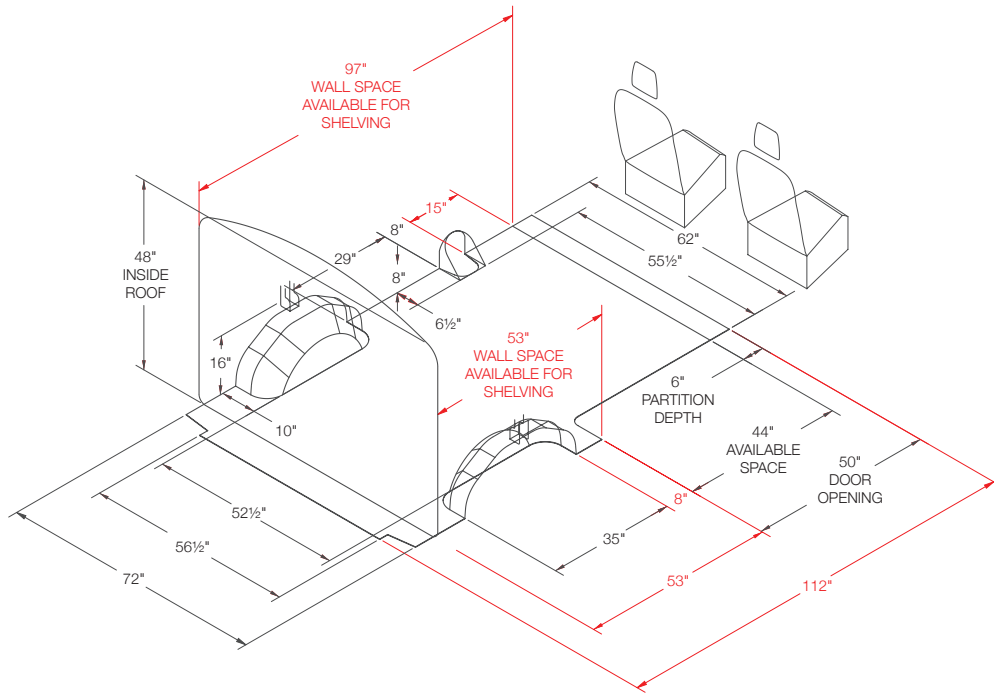 97"
WALL SPACE
AVAILABLE FOR
SHELVING
15"
8"
48"
INSIDE
ROOF
29"
8"
62"
55½"
6½"
53"
WALL SPACE
AVAILABLE FOR
SHELVING
16"
6"
PARTITION
DEPTH
10"
44"
AVAILABLE
SPACE
50"
DOOR
OPENING
8"
52½"
35"
56½"
72"
53"
112"